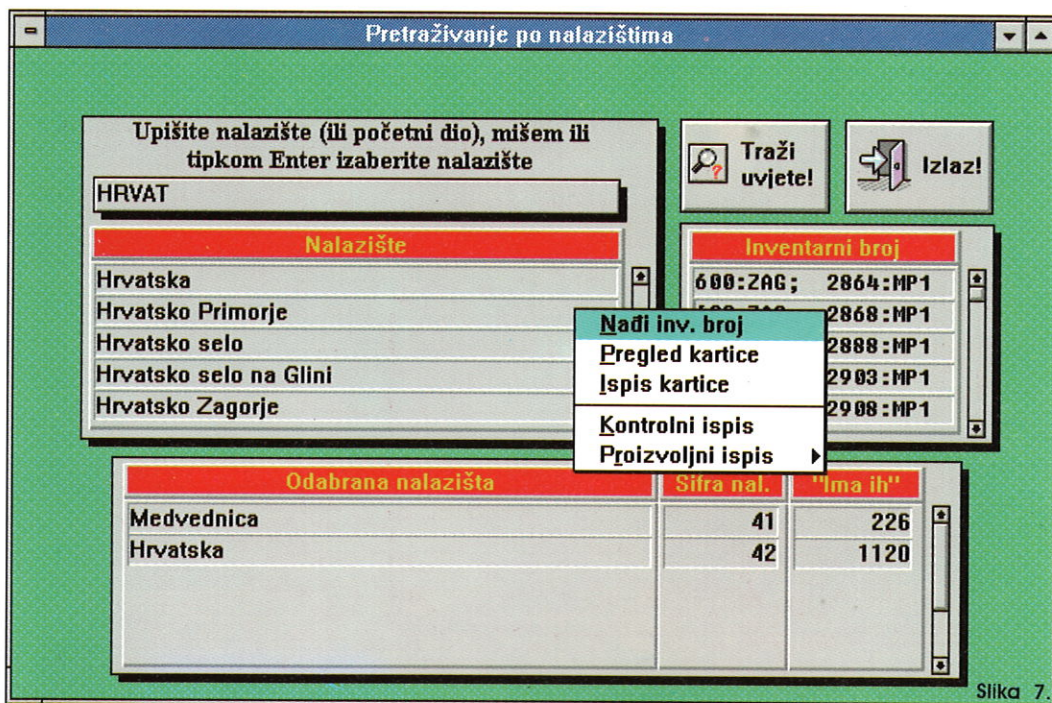 Pretraživanje po nalazištima
Upišite nalazište (ili početni dio), mišem ili
tipkom Enter izaberite nalazište
HRVAT
Traži
uvjete!
Izlaz!
Nalazište
Hrvatska
Hrvatsko Primorje
Hrvatsko selo
Hrvatsko selo na Glini
Hrvatsko Zagorje
Inventarni broj
600:ZAG; 2864:MP1
2868:MP1
2888:MP1
2903:MP1
2908:MP1
Nađi inv. broj
Pregled kartice
Ispis kartice
Kontrolni ispis
Proizvoljni ispis
Odabrana nalazišta Sifra nal. "Ima ih"
Medvednica 41 226
Hrvatska 42 1120
Slika 7.